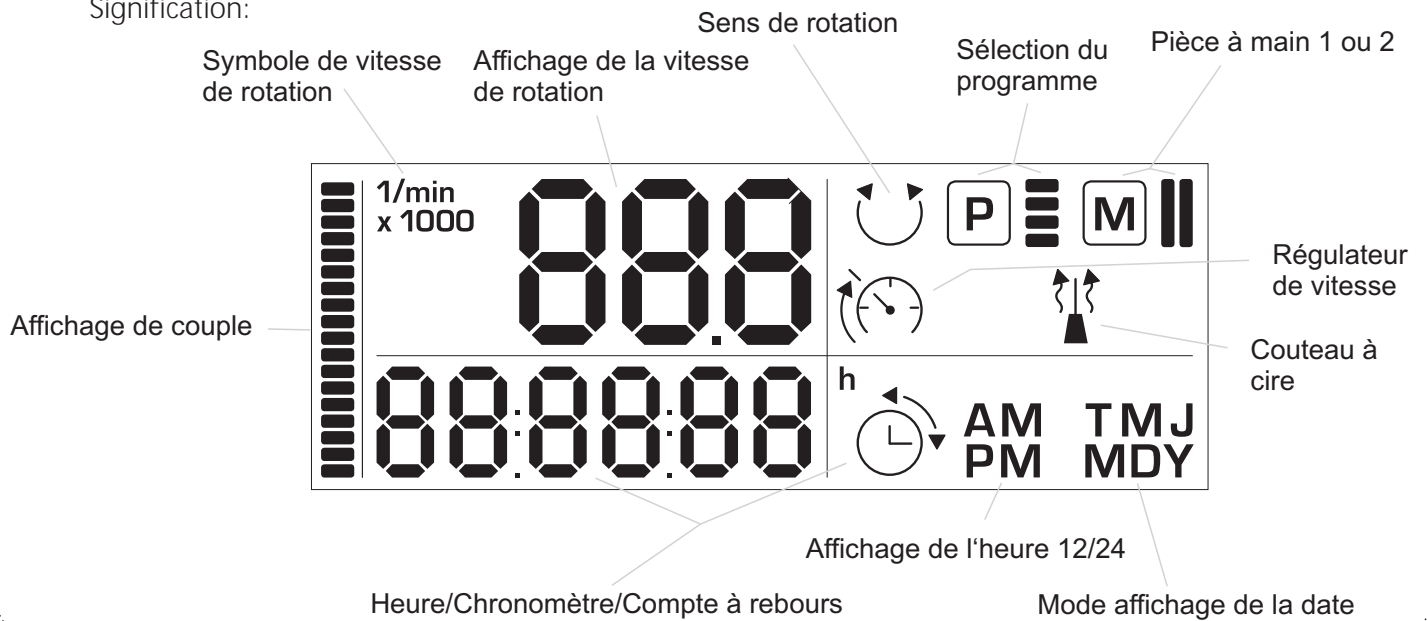 Signification:
Sens de rotation
Symbole de vitesse
de rotation
Affichage de la vitesse
de rotation
Sélection du
programme
Pièce à main 1 ou 2
1/min
x 1000
888.8
P
M
Régulateur
de vitesse
Affichage de couple
Couteau à
cire
88:88:88
h
AM
PM
TMJ
MDY
Affichage de l‘heure 12/24
Heure/Chronomètre/Compte à rebours
Mode affichage de la date